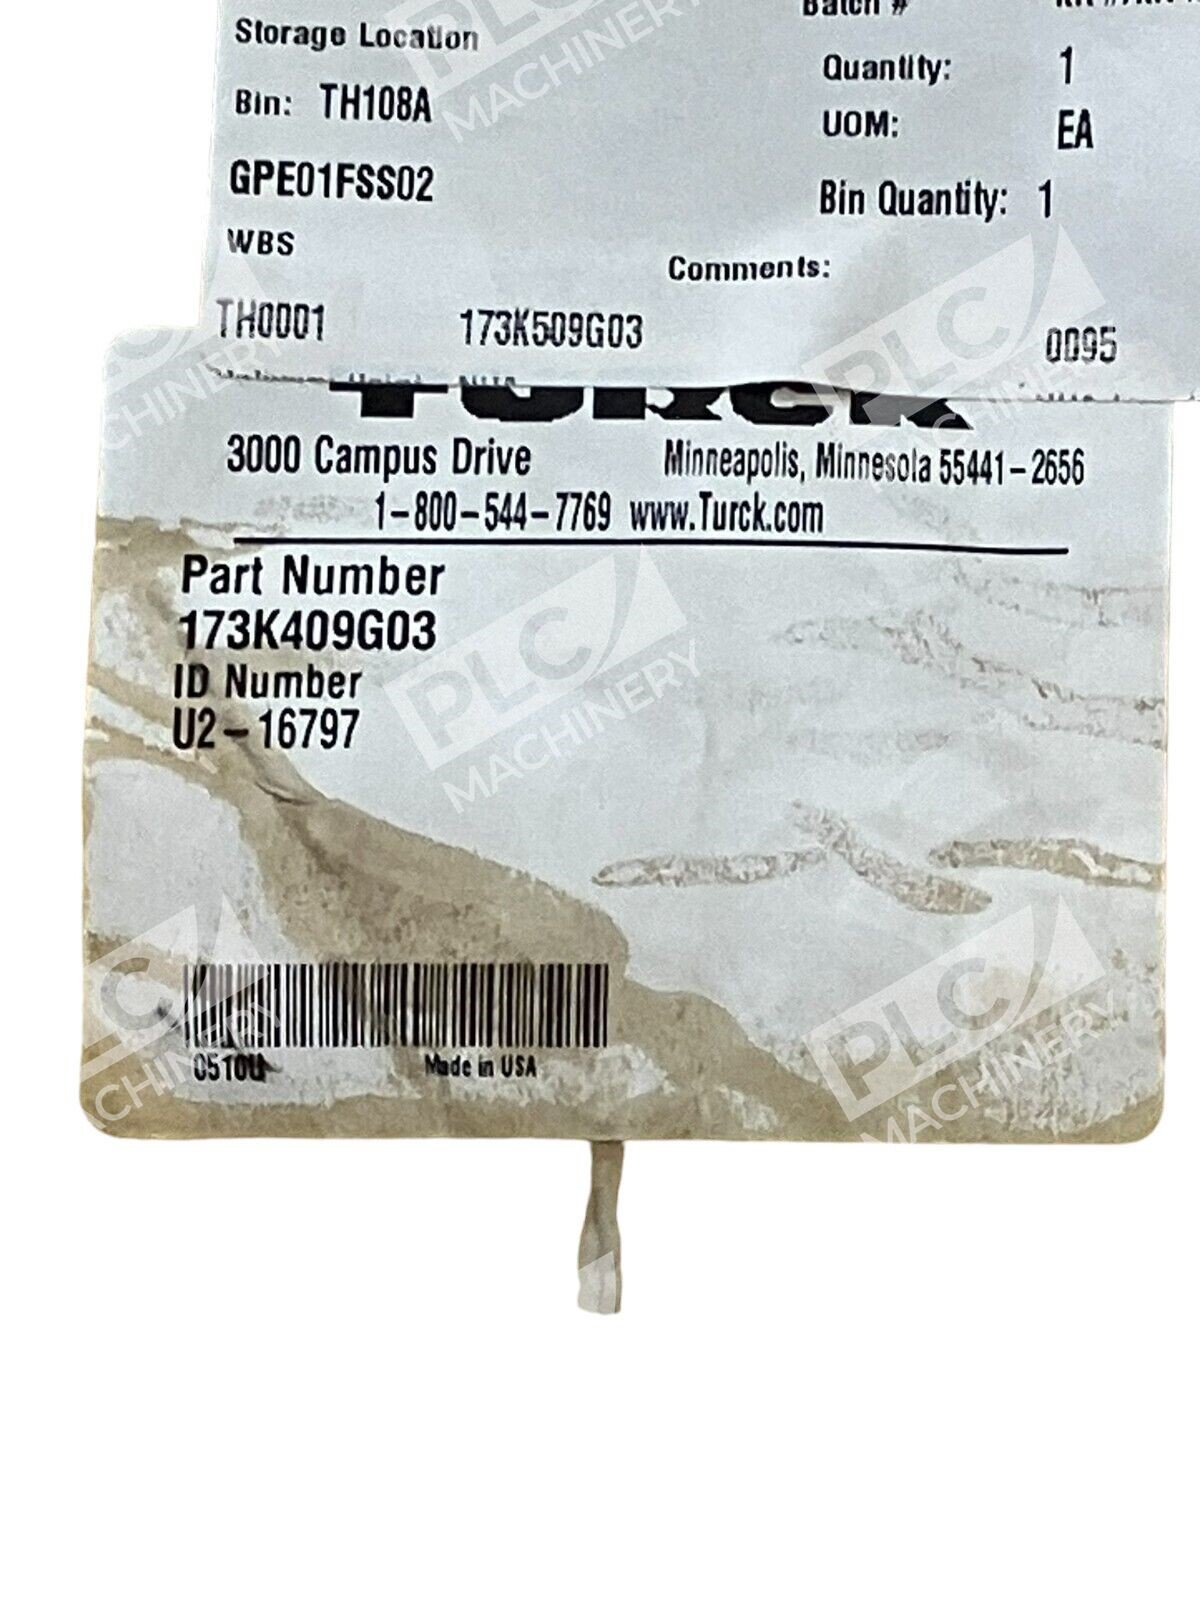 Batch #
Storage Location
Quantity: 1
Bin: TH108A
UOM: EA
GPE01FSS02
Bin Quantity: 1
WBS
Comments:
TH0001 173K509G03 0095
TURCK
3000 Campus Drive Minneapolis, Minnesola 55441-2656
1-800-544-7769 www.Turck.com
Part Number
173K409G03
ID Number
U2-16797
0510U Made in USA
PLC MACHINERY